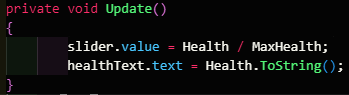 private void Update()
{
slider.value = Health / MaxHealth;
healthText.text = Health.ToString();
}